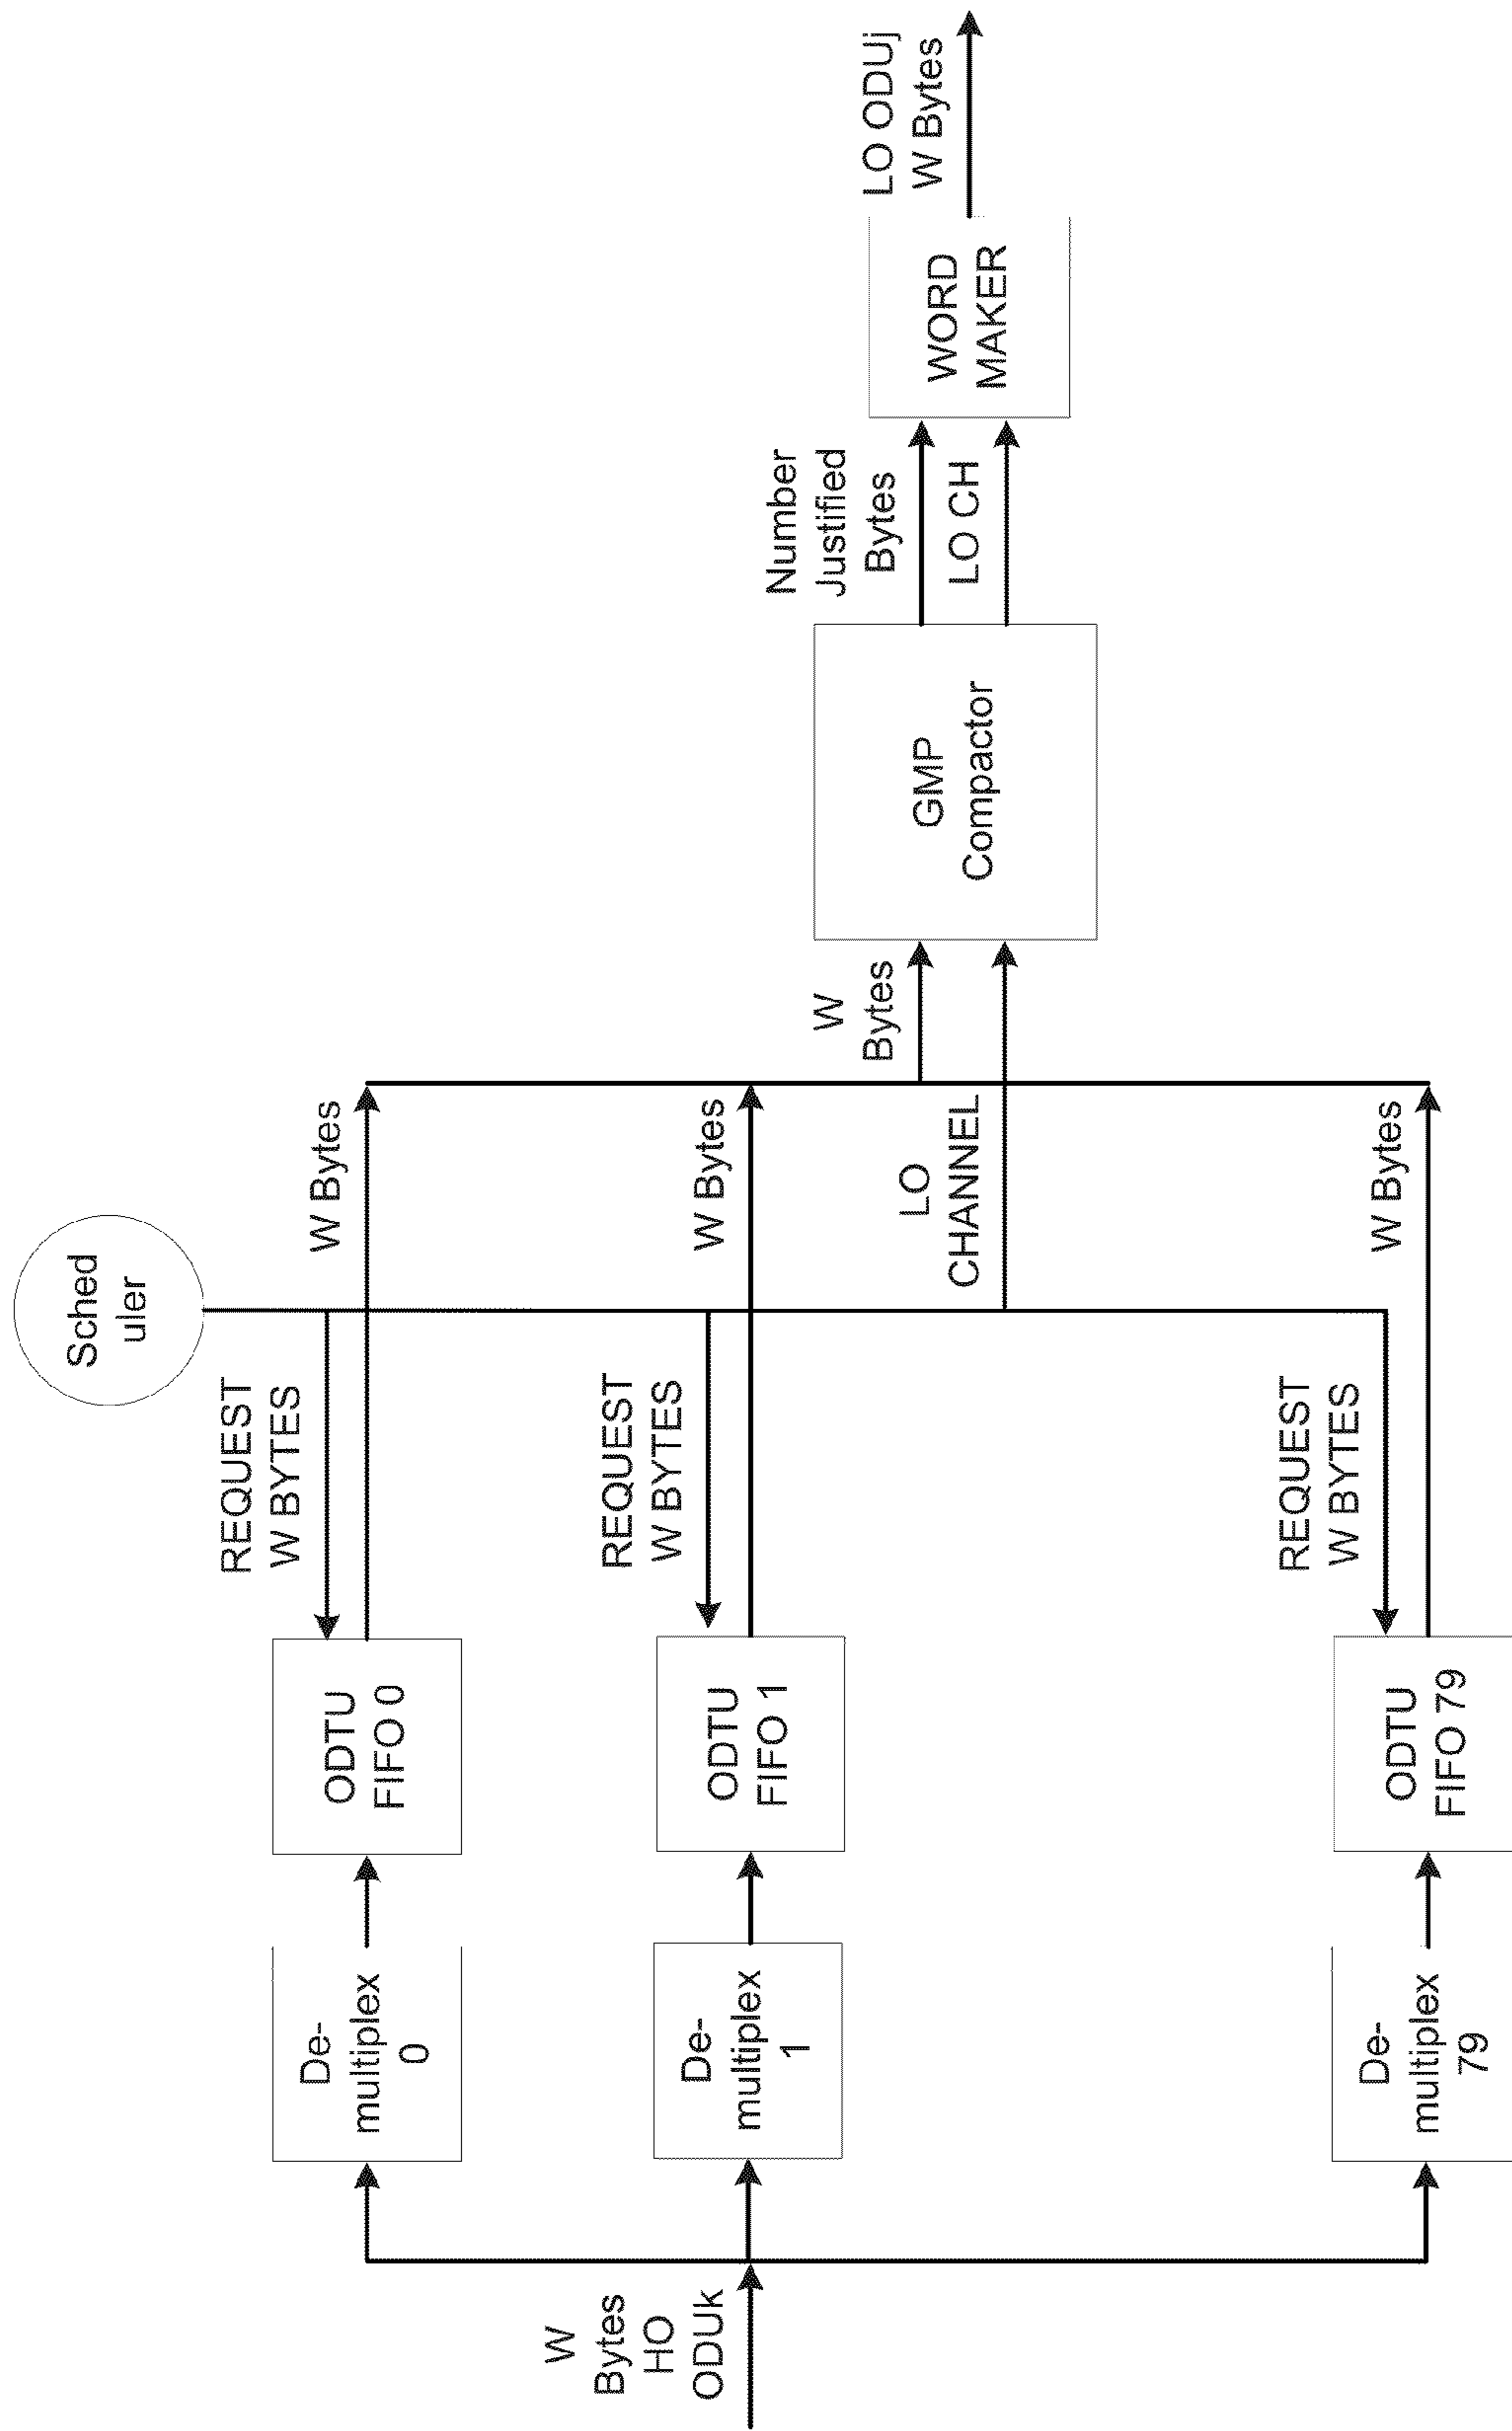 W
Bytes
HO
ODUk
De-
multiplex
0
ODTU
FIFO 0
REQUEST
W BYTES
Sched
uler
W Bytes
De-
multiplex
1
ODTU
FIFO 1
REQUEST
W BYTES
W Bytes
De-
multiplex
79
ODTU
FIFO 79
REQUEST
W BYTES
W Bytes
LO
CHANNEL
W
Bytes
GMP
Compactor
Number
Justified
Bytes
LO CH
WORD
MAKER
LO ODUj
W Bytes